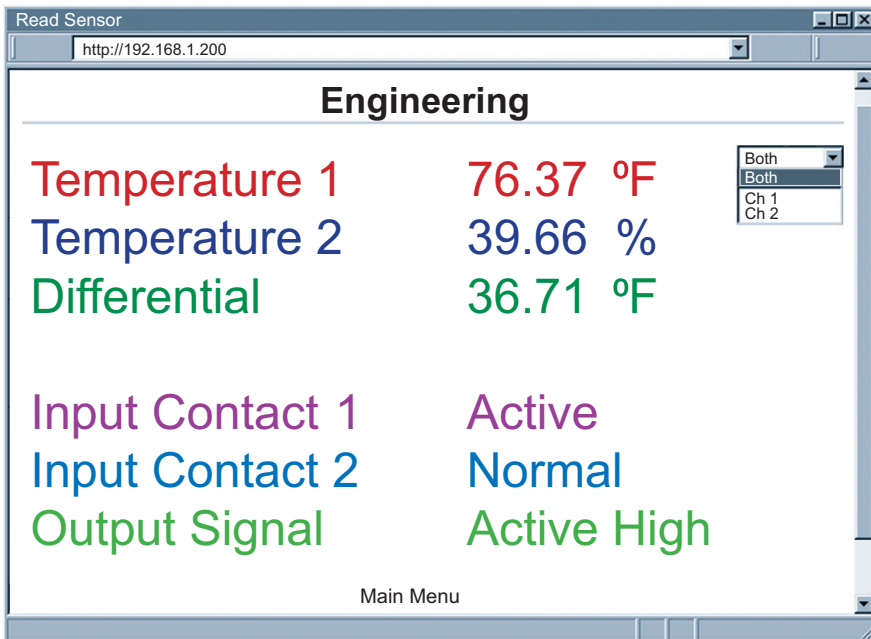 Read Sensor
http://192.168.1.200
Engineering
Temperature 1 76.37 ºF
Temperature 2 39.66 %
Differential 36.71 ºF
Both
Both
Ch 1
Ch 2
Input Contact 1 Active
Input Contact 2 Normal
Output Signal Active High
Main Menu